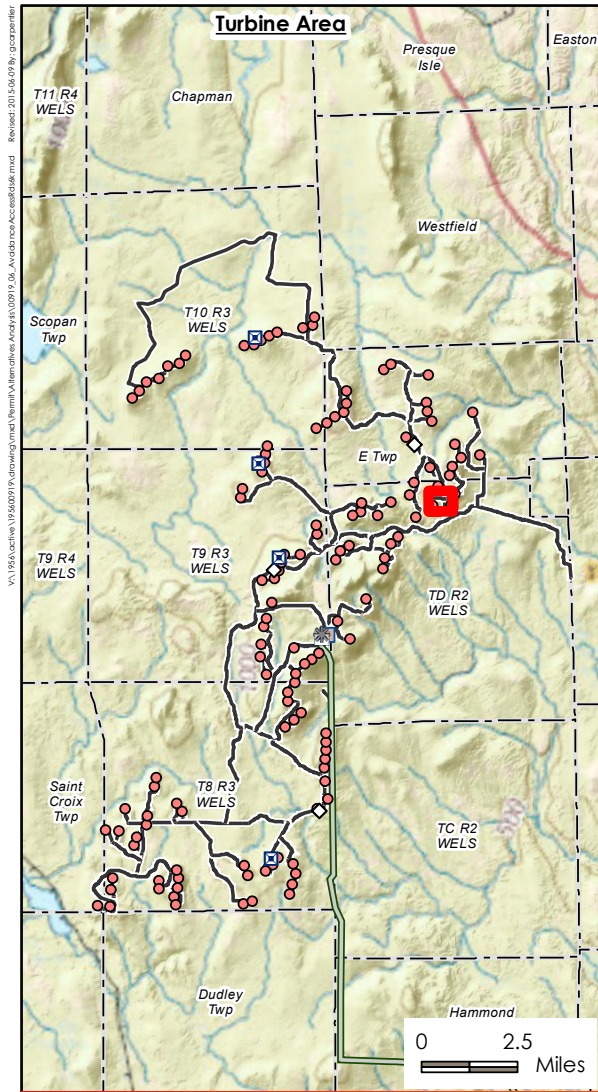 Turbine Area
Easton
Presque
Isle
T11 R4
WELS
Chapman
Westfield
T10 R3
WELS
Scopan
Twp
E Twp
T9 R4
WELS
T9 R3
WELS
TD R2
WELS
1000
Saint
Croix
Twp
T8 R3
WELS
TC R2
WELS
500
Dudley
Twp
Hammond
0 2.5
Miles